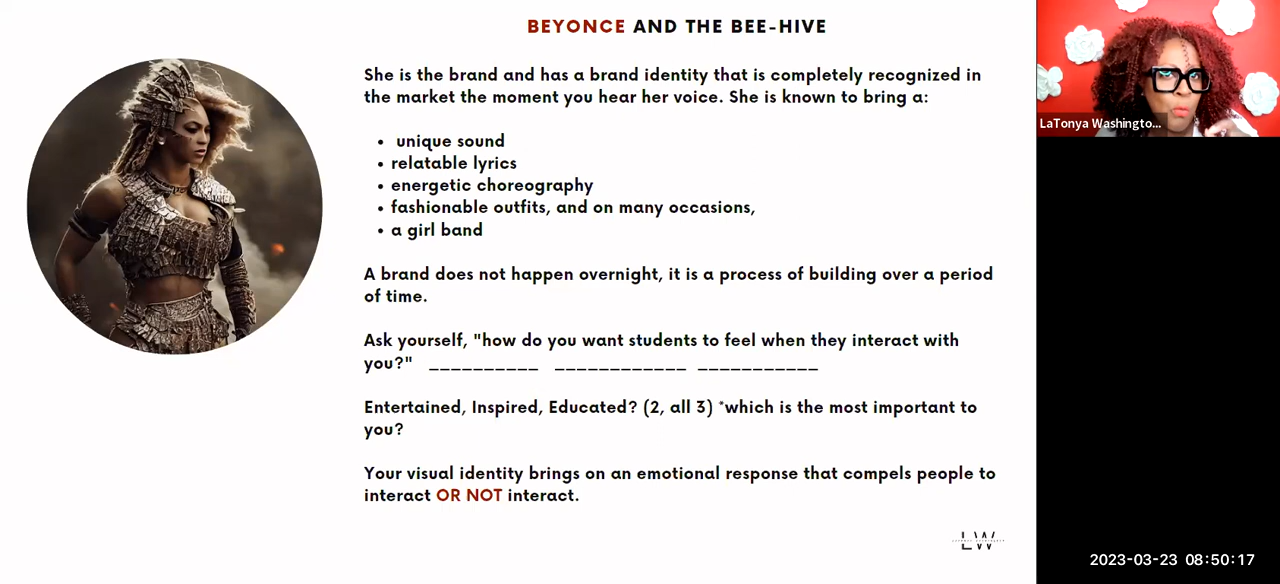 BEYONCE AND THE BEE-HIVE
She is the brand and has a brand identity that is completely recognized in
the market the moment you hear her voice. She is known to bring a:
• unique sound
• relatable lyrics
• energetic choreography
• fashionable outfits, and on many occasions,
• a girl band
A brand does not happen overnight, it is a process of building over a period
of time.
Ask yourself, "how do you want students to feel when they interact with
you?" __________ ____________ ___________
Entertained, Inspired, Educated? (2, all 3) *which is the most important to
you?
Your visual identity brings on an emotional response that compels people to
interact OR NOT interact.
LW
LaTonya Washingto...
2023-03-23 08:50:17